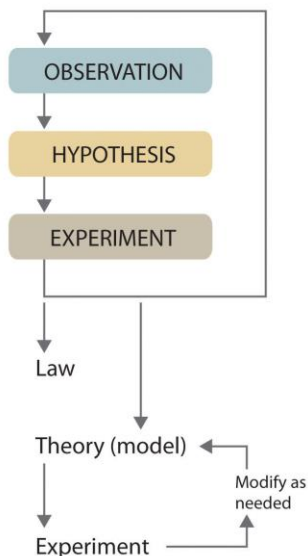 OBSERVATION
HYPOTHESIS
EXPERIMENT
Law
Theory (model)
Modify as
needed
Experiment